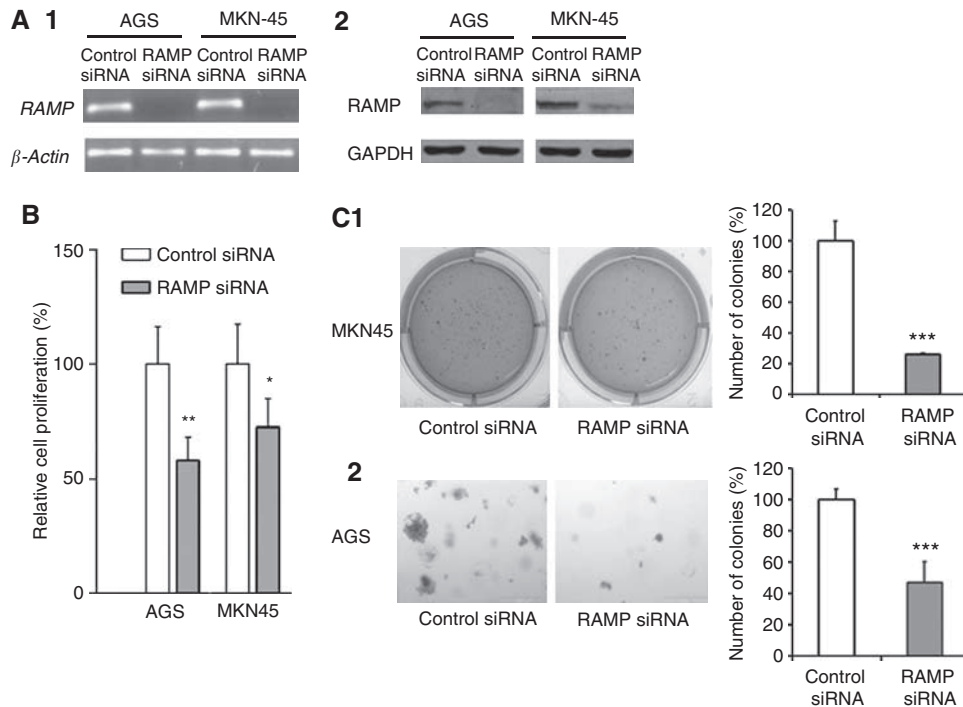 A 1
AGS
MKN-45
Control siRNA
RAMP siRNA
Control siRNA
RAMP siRNA
RAMP
β-Actin
2
AGS
MKN-45
Control siRNA
RAMP siRNA
Control siRNA
RAMP siRNA
RAMP
GAPDH
B
Relative cell proliferation (%)
150
100
50
0
Control siRNA
RAMP siRNA
**
*
AGS
MKN45
C1
MKN45
Control siRNA
RAMP siRNA
Number of colonies (%)
120
100
80
60
40
20
0
***
Control siRNA
RAMP siRNA
2
AGS
Control siRNA
RAMP siRNA
Number of colonies (%)
120
100
80
60
40
20
0
***
Control siRNA
RAMP siRNA